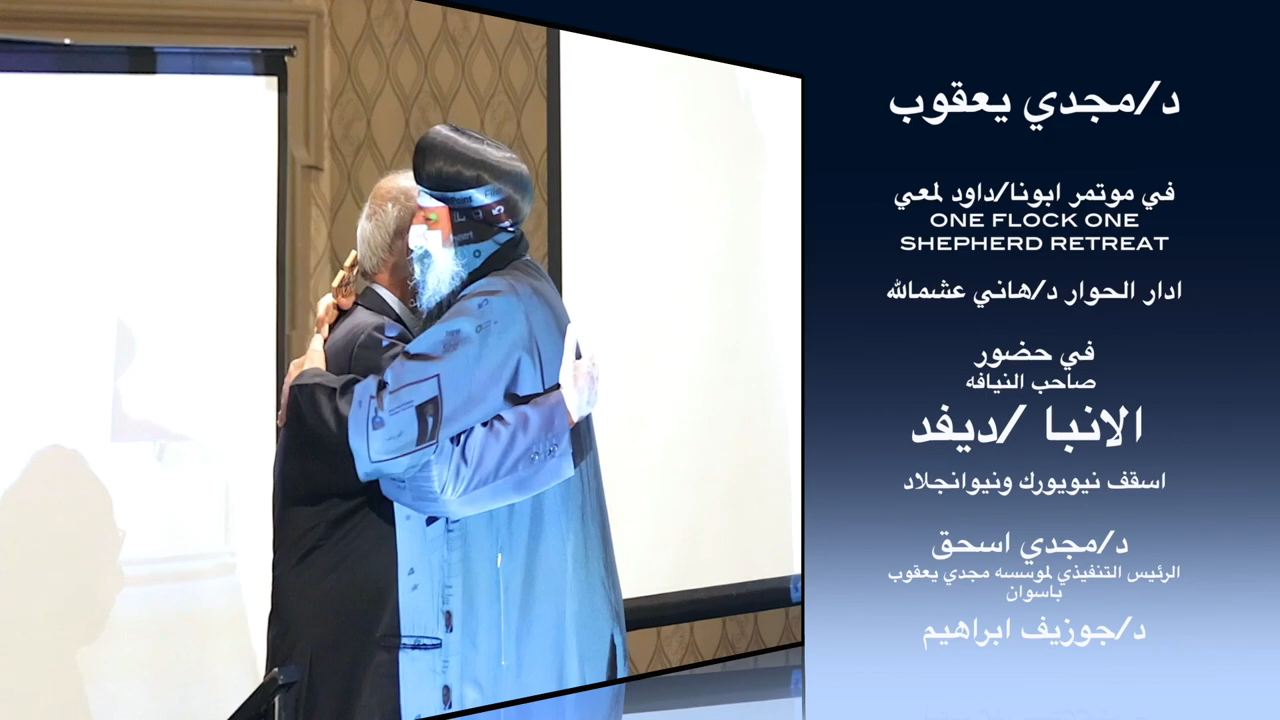 د/مجدي يعقوب
في موتمر ابونا/داود لمعي
ONE FLOCK ONE
SHEPHERD RETREAT
ادار الحوار د/هاني عشمالله
في حضور
صاحب النيافه
الانبا /ديفد
اسقف نيويورك ونيوانجلاد
د/مجدي اسحق
الرئيس التنفيذي لموسسه مجدي يعقوب
باسوان
د/جوزيف ابراهيم